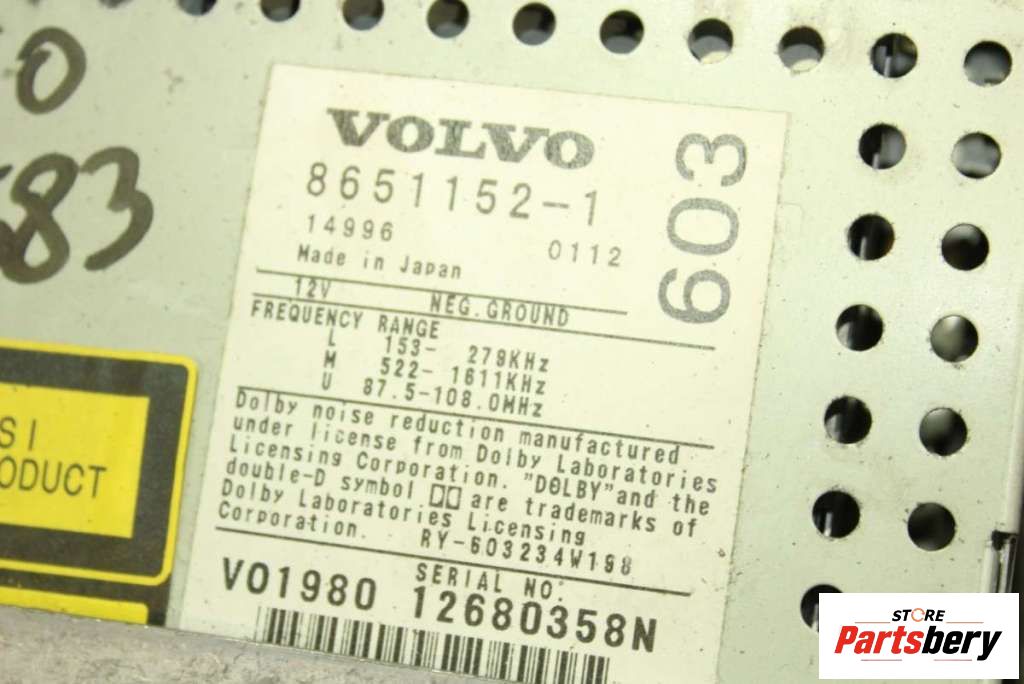 VOLVO
8651152-1
603
14996 0112
Made in Japan
12V NEG. GROUND
FREQUENCY RANGE
L 153- 279KHz
M 522- 1611KHz
U 87.5-108.0MHz
Dolby noise reduction manufactured
under license from Dolby Laboratories
Licensing Corporation. "DOLBY" and the
double-D symbol are trademarks of
Dolby Laboratories Licensing
Corporation. RY-603234W198
SERIAL NO:
V01980 12680358N
0
83
SI
ODUCT
STORE
Partsbery